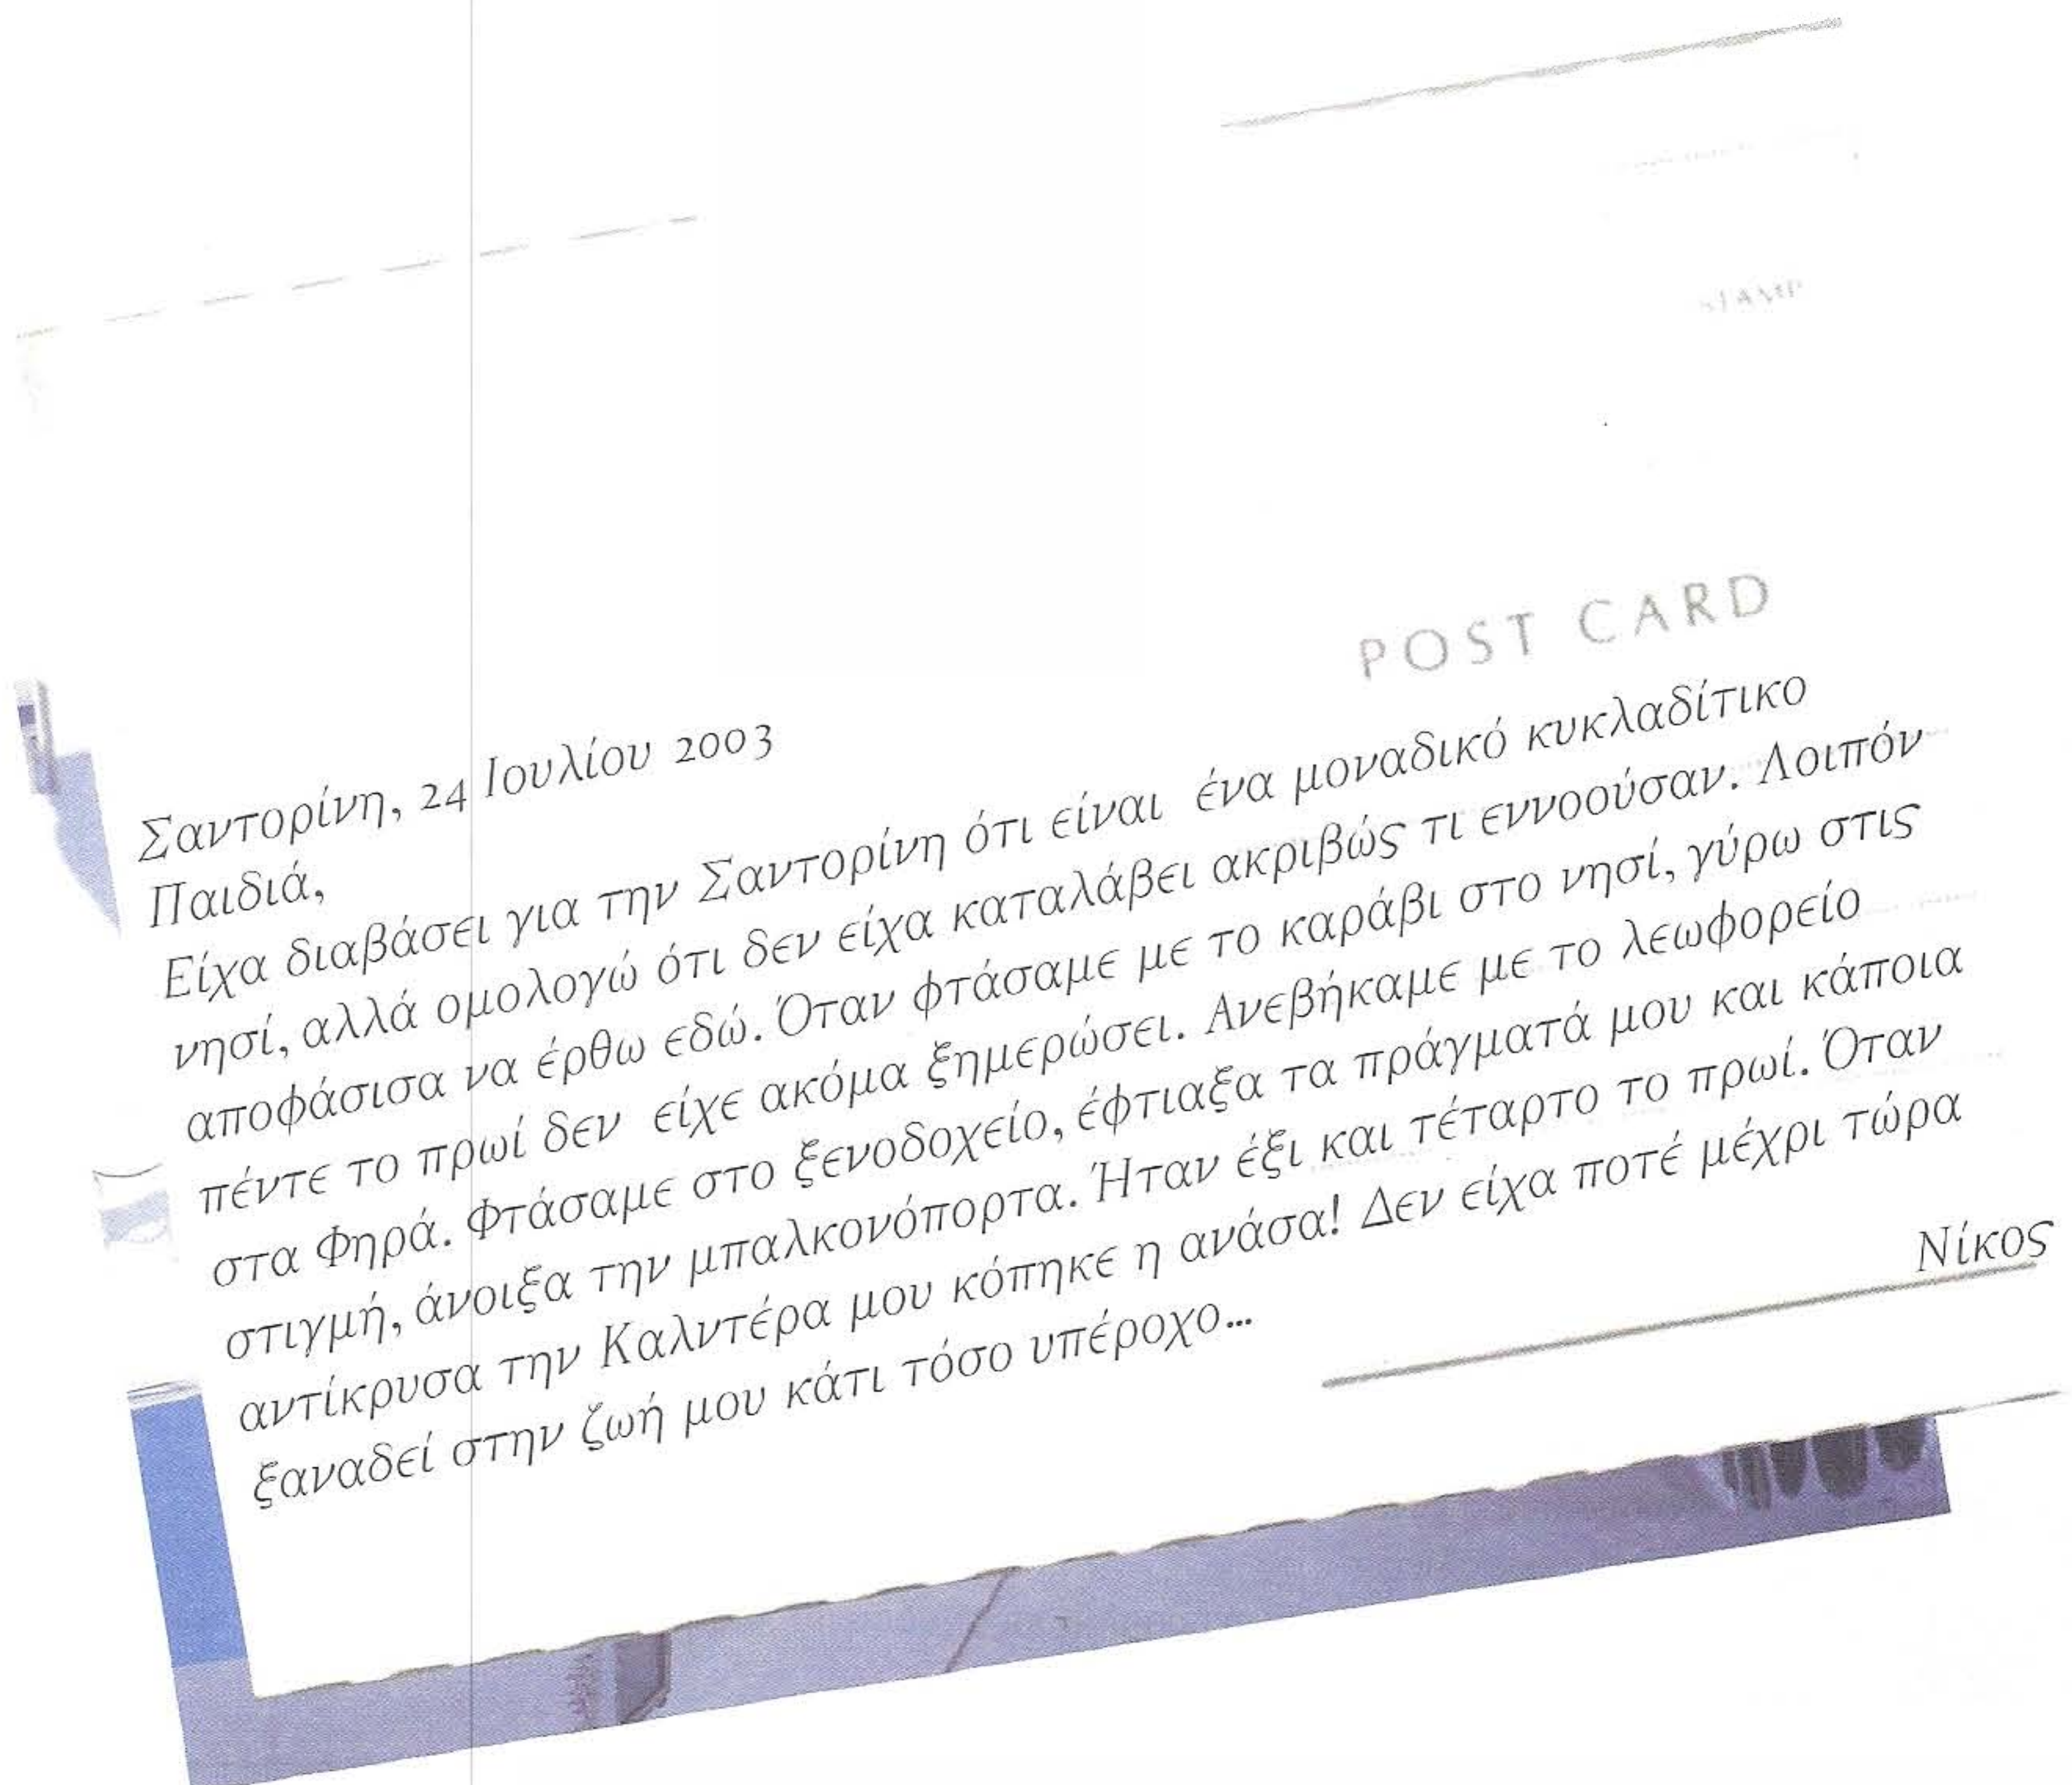 STAMP
POST CARD
Σαντορίνη, 24 Ιουλίου 2003
Παιδιά,
Είχα διαβάσει για την Σαντορίνη ότι είναι ένα μοναδικό κυκλαδίτικο
νησί, αλλά ομολογώ ότι δεν είχα καταλάβει ακριβώς τι εννοούσαν. Λοιπόν
αποφάσισα να έρθω εδώ. Όταν φτάσαμε με το καράβι στο νησί, γύρω στις
πέντε το πρωί δεν είχε ακόμα ξημερώσει. Ανεβήκαμε με το λεωφορείο
στα Φηρά. Φτάσαμε στο ξενοδοχείο, έφτιαξα τα πράγματά μου και κάποια
στιγμή, άνοιξα την μπαλκονόπορτα. Ήταν έξι και τέταρτο το πρωί. Όταν
αντίκρυσα την Καλντέρα μου κόπηκε η ανάσα! Δεν είχα ποτέ μέχρι τώρα
ξαναδεί στην ζωή μου κάτι τόσο υπέροχο...
Νίκος